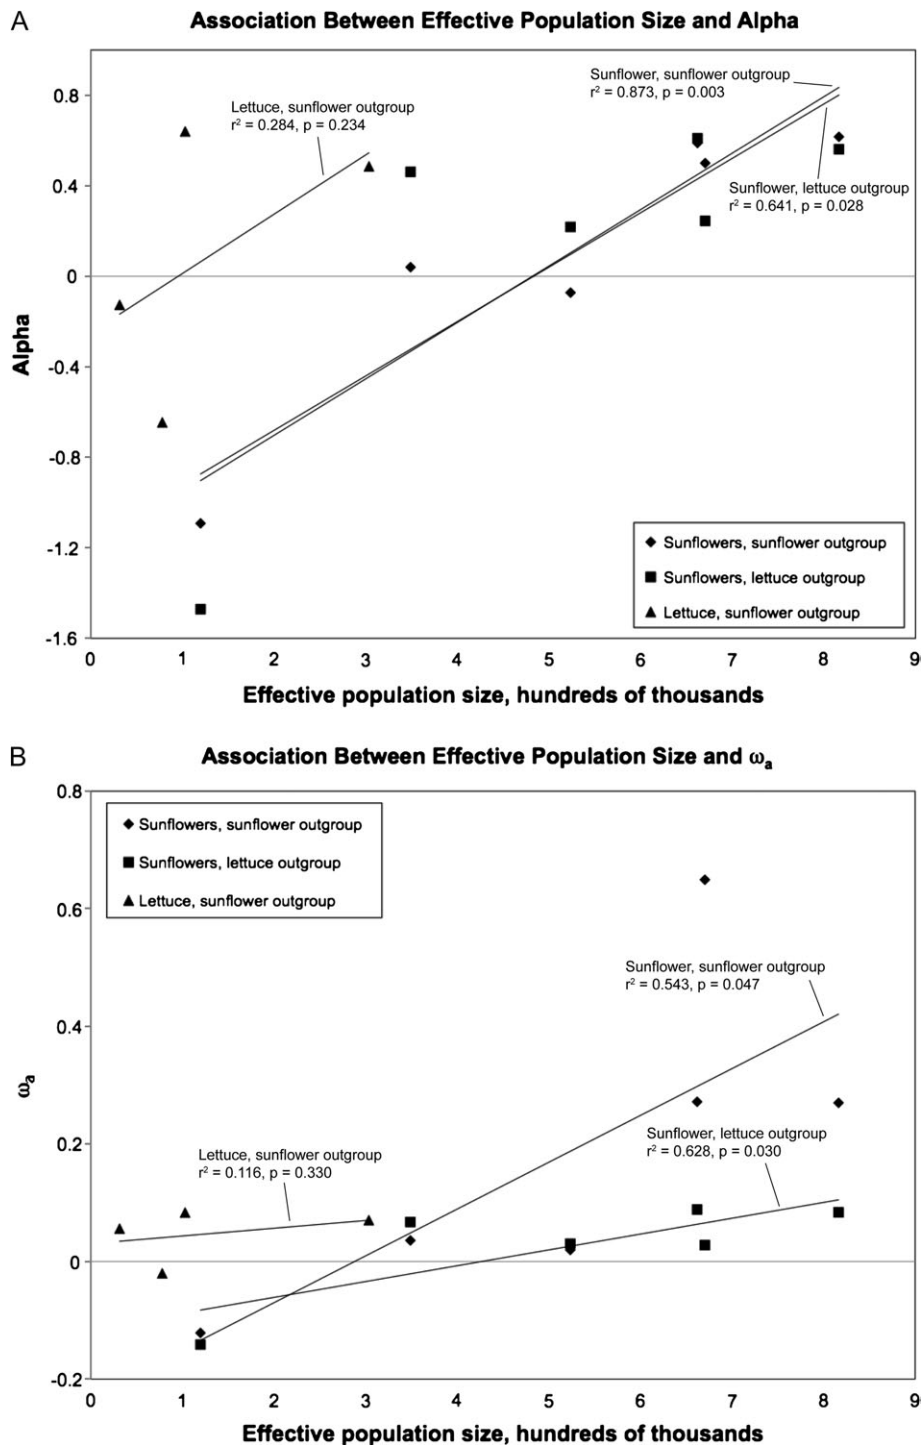 A
Association Between Effective Population Size and Alpha
Sunflower, sunflower outgroup
r² = 0.873, p = 0.003
Lettuce, sunflower outgroup
r² = 0.284, p = 0.234
Sunflower, lettuce outgroup
r² = 0.641, p = 0.028
0.8
0.4
0
-0.4
-0.8
-1.2
-1.6
Alpha
Sunflowers, sunflower outgroup
Sunflowers, lettuce outgroup
Lettuce, sunflower outgroup
0 1 2 3 4 5 6 7 8 9
Effective population size, hundreds of thousands
B
Association Between Effective Population Size and ωa
0.8
0.6
0.4
0.2
0
-0.2
ωa
Sunflowers, sunflower outgroup
Sunflowers, lettuce outgroup
Lettuce, sunflower outgroup
Sunflower, sunflower outgroup
r² = 0.543, p = 0.047
Sunflower, lettuce outgroup
r² = 0.628, p = 0.030
Lettuce, sunflower outgroup
r² = 0.116, p = 0.330
0 1 2 3 4 5 6 7 8 9
Effective population size, hundreds of thousands